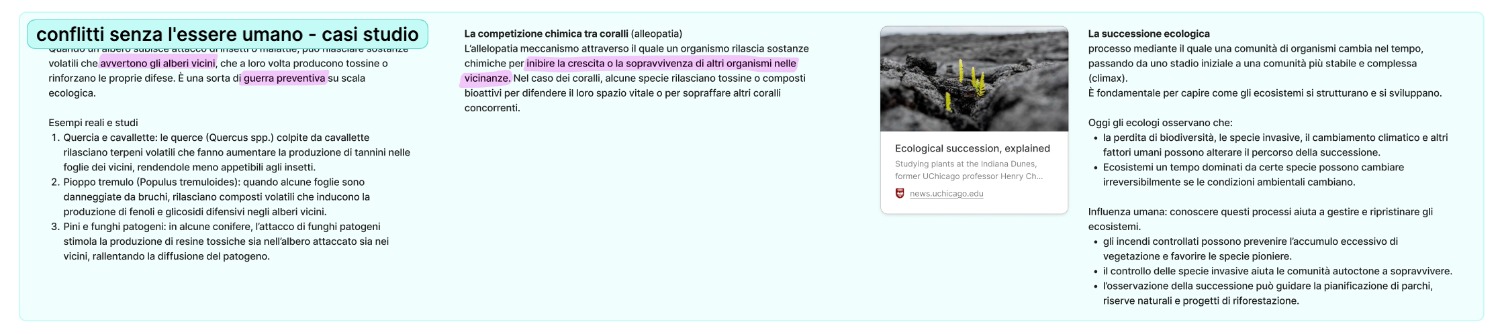 conflitti senza l'essere umano - casi studio
Quando un albero subisce attacco di insetti o malattie, può rilasciare sostanze
volatili che avvertono gli alberi vicini, che a loro volta producono tossine o
rinforzano le proprie difese. È una sorta di guerra preventiva su scala
ecologica.
Esempi reali e studi
1. Quercia e cavallette: le querce (Quercus spp.) colpite da cavallette
rilasciano terpeni volatili che fanno aumentare la produzione di tannini nelle
foglie dei vicini, rendendole meno appetibili agli insetti.
2. Pioppo tremulo (Populus tremuloides): quando alcune foglie sono
danneggiate da bruchi, rilasciano composti volatili che inducono la
produzione di fenoli e glicosidi difensivi negli alberi vicini.
3. Pini e funghi patogeni: in alcune conifere, l'attacco di funghi patogeni
stimola la produzione di resine tossiche sia nell'albero attaccato sia nei
vicini, rallentando la diffusione del patogeno.
La competizione chimica tra coralli (alleopatia)
L'allelopatia meccanismo attraverso il quale un organismo rilascia sostanze
chimiche per inibire la crescita o la sopravvivenza di altri organismi nelle
vicinanze. Nel caso dei coralli, alcune specie rilasciano tossine o composti
bioattivi per difendere il loro spazio vitale o per sopraffare altri coralli
concorrenti.
Ecological succession, explained
Studying plants at the Indiana Dunes,
former UChicago professor Henry Ch...
news.uchicago.edu
La successione ecologica
processo mediante il quale una comunità di organismi cambia nel tempo,
passando da uno stadio iniziale a una comunità più stabile e complessa
(climax).
È fondamentale per capire come gli ecosistemi si strutturano e si sviluppano.
Oggi gli ecologi osservano che:
• la perdita di biodiversità, le specie invasive, il cambiamento climatico e altri
fattori umani possono alterare il percorso della successione.
• Ecosistemi un tempo dominati da certe specie possono cambiare
irreversibilmente se le condizioni ambientali cambiano.
Influenza umana: conoscere questi processi aiuta a gestire e ripristinare gli
ecosistemi.
• gli incendi controllati possono prevenire l'accumulo eccessivo di
vegetazione e favorire le specie pioniere.
• il controllo delle specie invasive aiuta le comunità autoctone a sopravvivere.
• l'osservazione della successione può guidare la pianificazione di parchi,
riserve naturali e progetti di riforestazione.